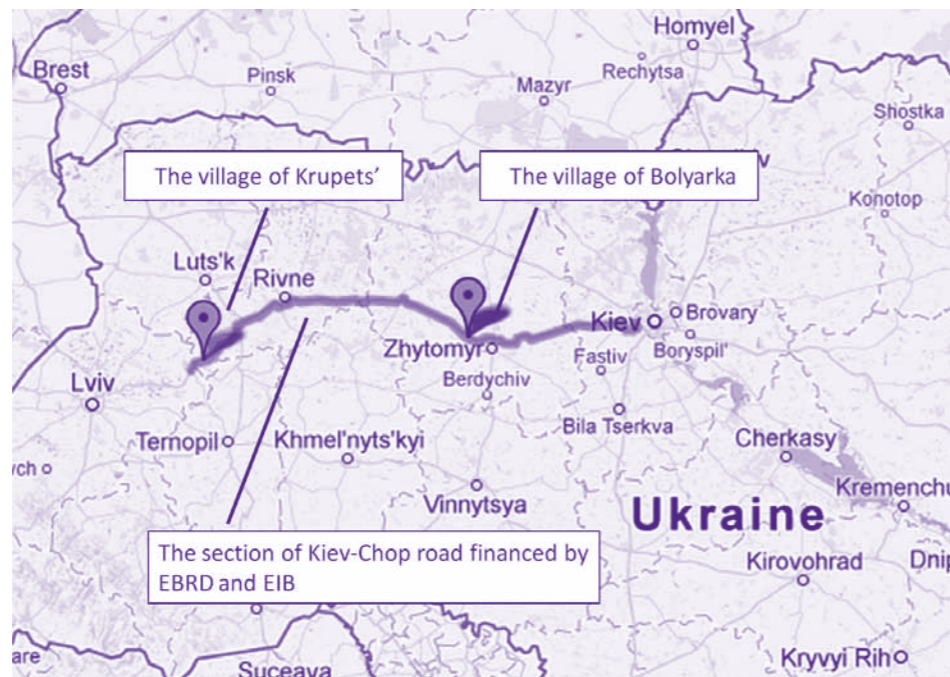 Homyel
Brest
Pinsk
Rechytsa
Mazyr
Shostka
The village of Krupets’
The village of Bolyarka
Konotop
Luts'k
Rivne
Kiev
Brovary
Zhytomyr
Boryspil'
Fastiv
Lviv
Berdychiv
Bila Tserkva
Ternopil
Khmel'nyts'kyi
Cherkasy
ych
Vinnytsya
Kremenchu
Ukraine
The section of Kiev-Chop road financed by
EBRD and EIB
Kirovohrad
Dnip
are
Suceava
Kryvyi Rih